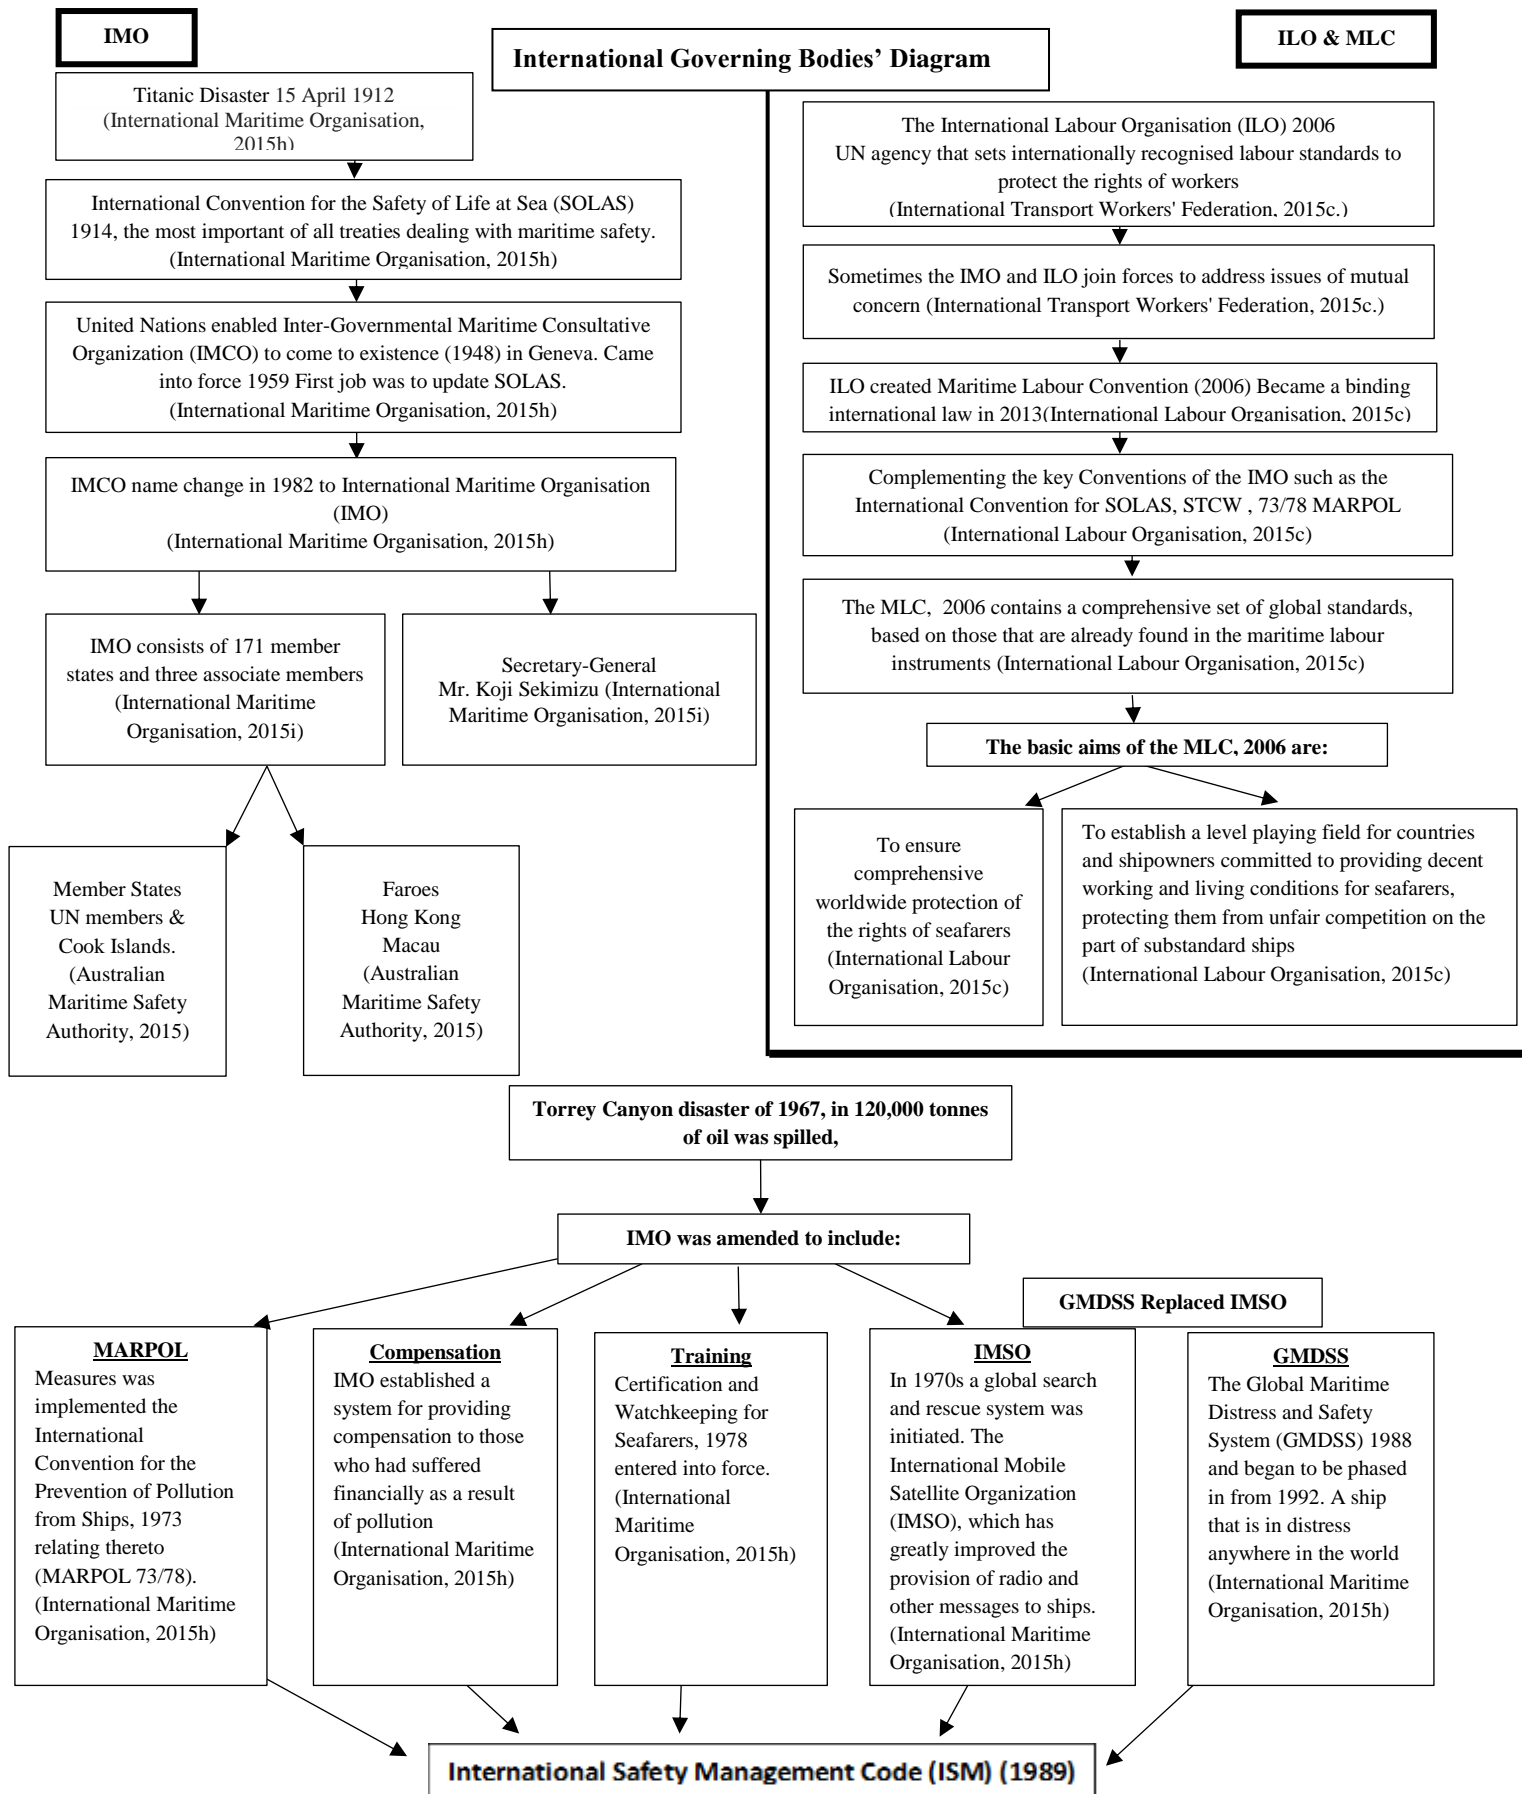 IMO
International Governing Bodies' Diagram
ILO & MLC
Titanic Disaster 15 April 1912
(International Maritime Organisation,
2015h)
International Convention for the Safety of Life at Sea (SOLAS)
1914, the most important of all treaties dealing with maritime safety.
(International Maritime Organisation, 2015h)
United Nations enabled Inter-Governmental Maritime Consultative
Organization (IMCO) to come to existence (1948) in Geneva. Came
into force 1959 First job was to update SOLAS.
(International Maritime Organisation, 2015h)
IMCO name change in 1982 to International Maritime Organisation
(IMO)
(International Maritime Organisation, 2015h)
IMO consists of 171 member
states and three associate members
(International Maritime
Organisation, 2015i)
Secretary-General
Mr. Koji Sekimizu (International
Maritime Organisation, 2015i)
Member States
UN members &
Cook Islands.
(Australian
Maritime Safety
Authority, 2015)
Faroes
Hong Kong
Macau
(Australian
Maritime Safety
Authority, 2015)
The International Labour Organisation (ILO) 2006
UN agency that sets internationally recognised labour standards to
protect the rights of workers
(International Transport Workers' Federation, 2015c.)
Sometimes the IMO and ILO join forces to address issues of mutual
concern (International Transport Workers' Federation, 2015c.)
ILO created Maritime Labour Convention (2006) Became a binding
international law in 2013(International Labour Organisation, 2015c)
Complementing the key Conventions of the IMO such as the
International Convention for SOLAS, STCW , 73/78 MARPOL
(International Labour Organisation, 2015c)
The MLC,  2006 contains a comprehensive set of global standards,
based on those that are already found in the maritime labour
instruments (International Labour Organisation, 2015c)
The basic aims of the MLC, 2006 are:
To ensure
comprehensive
worldwide protection of
the rights of seafarers
(International Labour
Organisation, 2015c)
To establish a level playing field for countries
and shipowners committed to providing decent
working and living conditions for seafarers,
protecting them from unfair competition on the
part of substandard ships
(International Labour Organisation, 2015c)
Torrey Canyon disaster of 1967, in 120,000 tonnes
of oil was spilled,
IMO was amended to include:
GMDSS Replaced IMSO
MARPOL
Measures was
implemented the
International
Convention for the
Prevention of Pollution
from Ships, 1973
relating thereto
(MARPOL 73/78).
(International Maritime
Organisation, 2015h)
Compensation
IMO established a
system for providing
compensation to those
who had suffered
financially as a result
of pollution
(International Maritime
Organisation, 2015h)
Training
Certification and
Watchkeeping for
Seafarers, 1978
entered into force.
(International
Maritime
Organisation, 2015h)
IMSO
In 1970s a global search
and rescue system was
initiated. The
International Mobile
Satellite Organization
(IMSO), which has
greatly improved the
provision of radio and
other messages to ships.
(International Maritime
Organisation, 2015h)
GMDSS
The Global Maritime
Distress and Safety
System (GMDSS) 1988
and began to be phased
in from 1992. A ship
that is in distress
anywhere in the world
(International Maritime
Organisation, 2015h)
International Safety Management Code (ISM) (1989)